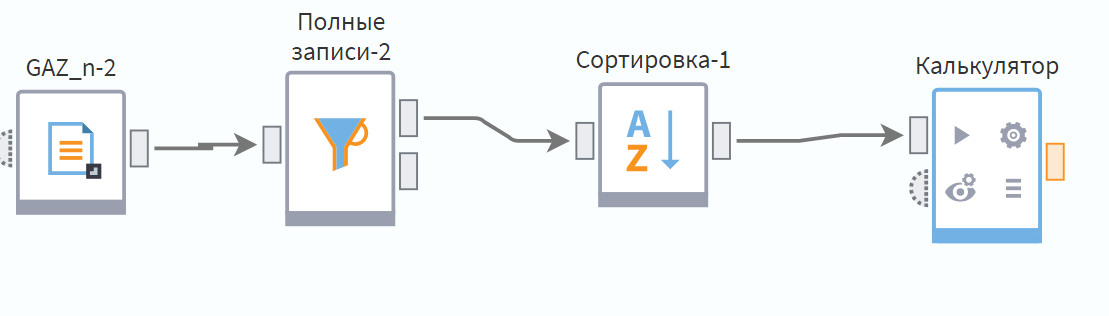 GAZ_n-2
Полные
записи-2
Сортировка-1
A
Z
Калькулятор